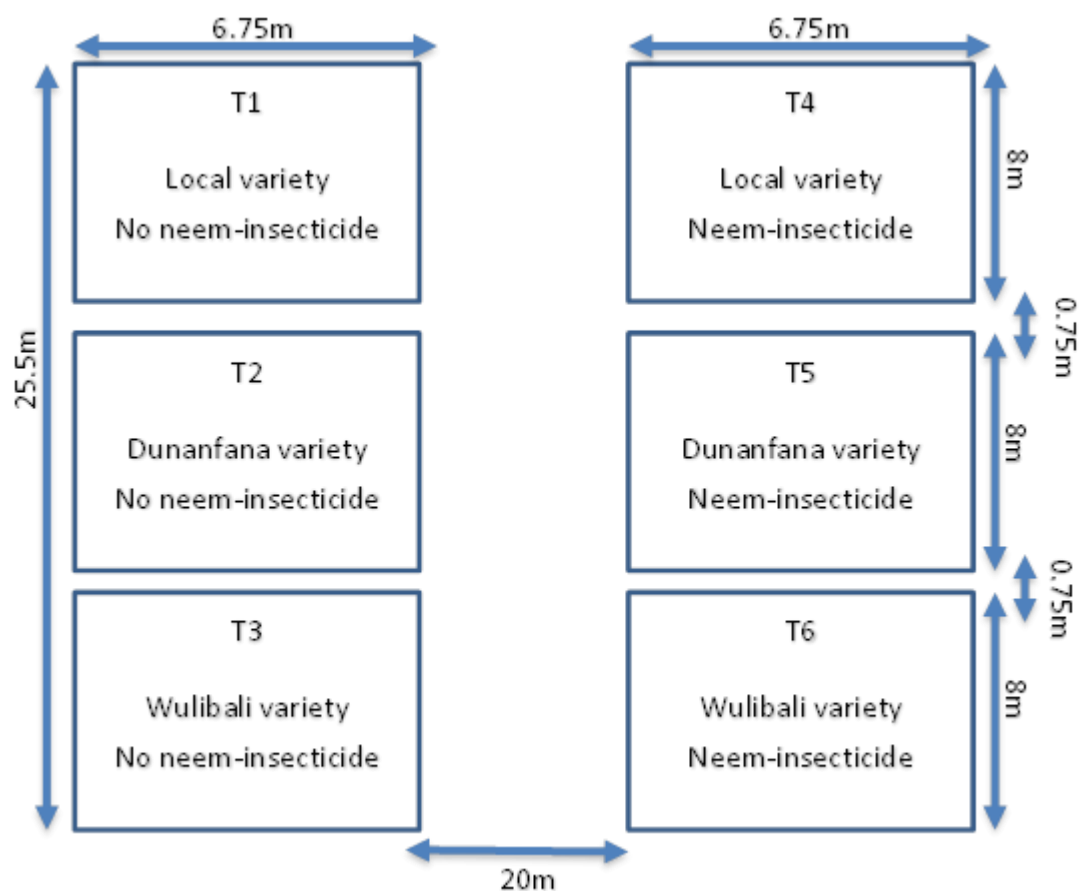 6.75m
6.75m
T1
Local variety
No neem-insecticide
T4
Local variety
Neem-insecticide
8m
0.75m
25.5m
T2
Dunanfana variety
No neem-insecticide
T5
Dunanfana variety
Neem-insecticide
8m
0.75m
T3
Wulibali variety
No neem-insecticide
T6
Wulibali variety
Neem-insecticide
8m
20m